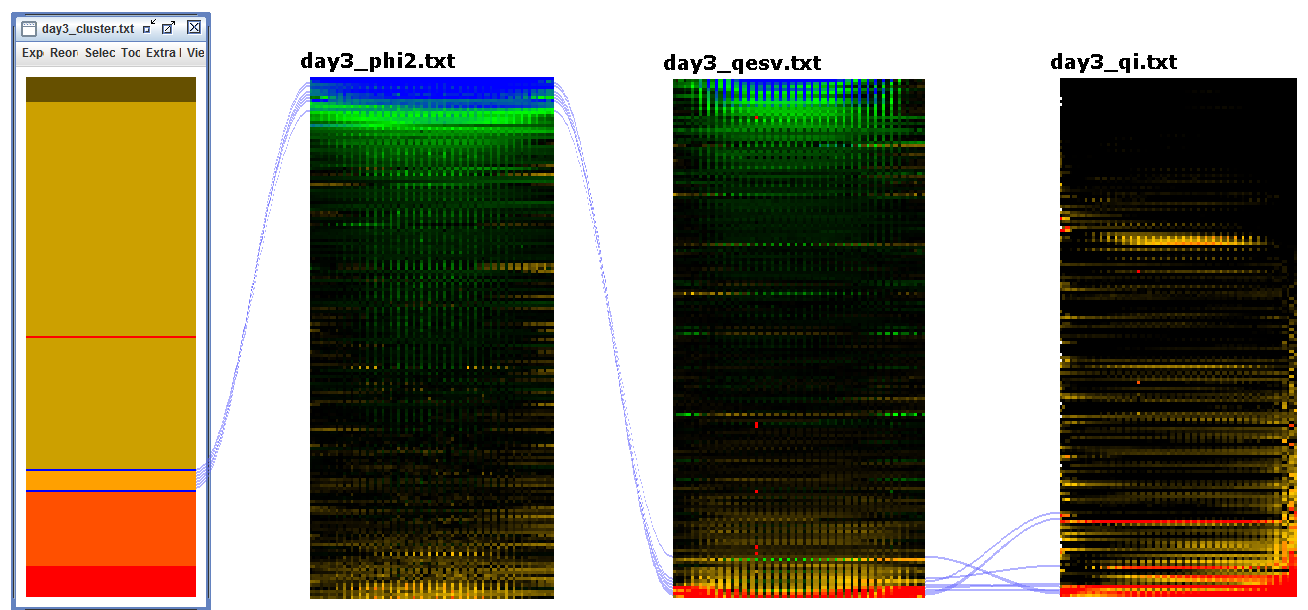 day3_cluster.txt
Exp Reor Selec Toc Extra I Vie
day3_phi2.txt
day3_qesv.txt
day3_qi.txt